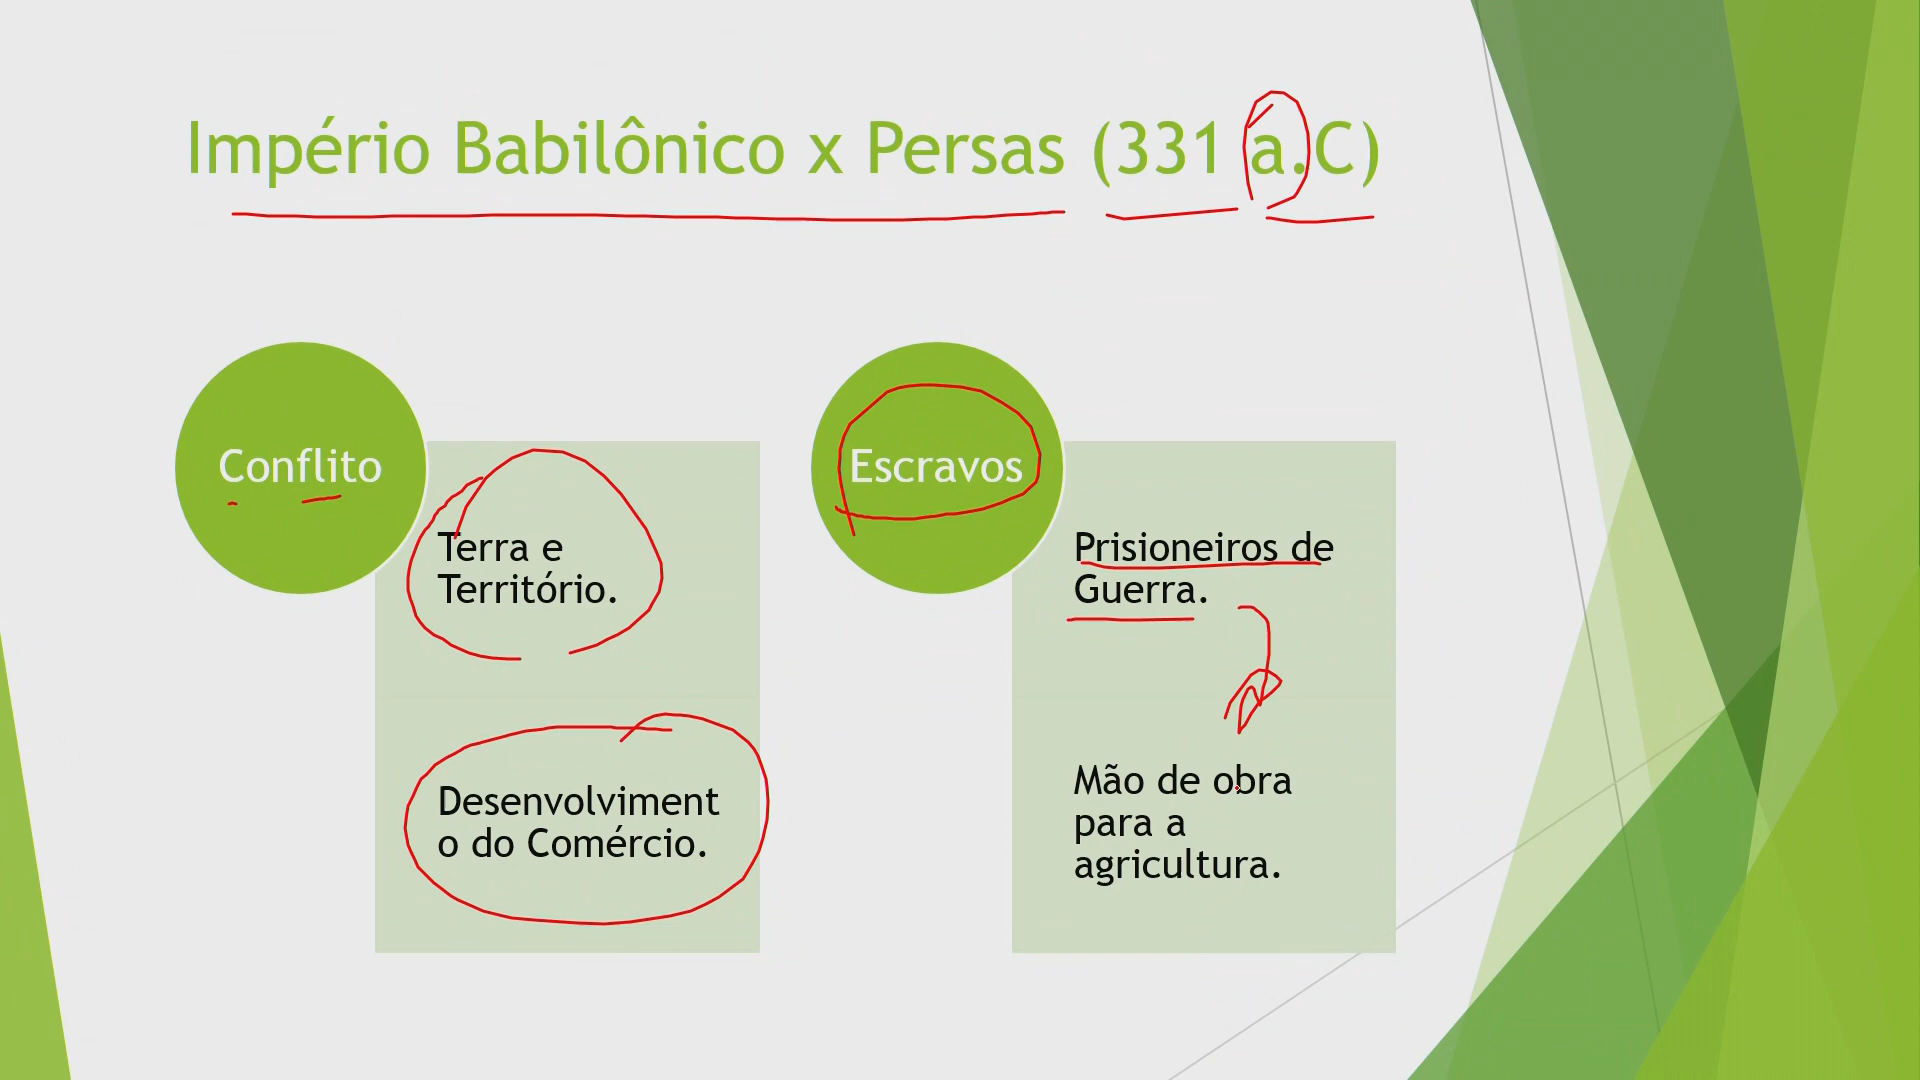 Império Babilônico x Persas (331 a.C)
Conflito
Terra e
Território.
Desenvolviment
o do Comércio.
Escravos
Prisioneiros de
Guerra.
Mão de obra
para a
agricultura.